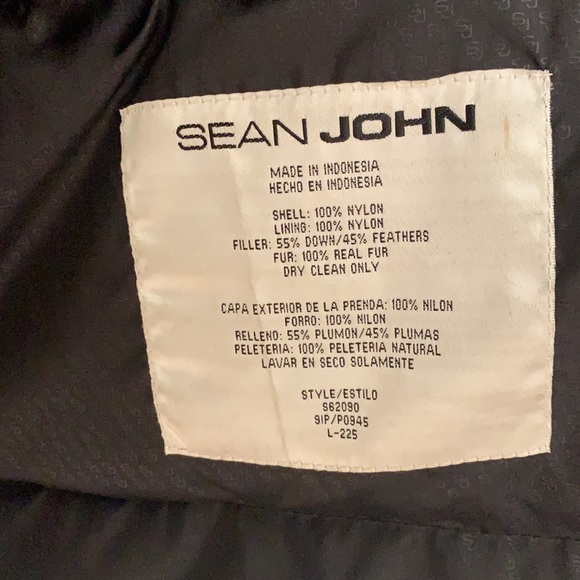 SEAN JOHN
MADE IN INDONESIA
HECHO EN INDONESIA
SHELL: 100% NYLON
LINING: 100% NYLON
FILLER: 55% DOWN/45% FEATHERS
FUR: 100% REAL FUR
DRY CLEAN ONLY
CAPA EXTERIOR DE LA PRENDA: 100% NILON
FORRO: 100% NILON
RELLENO: 55% PLUMÓN/45% PLUMAS
PELETERIA: 100% PELETERIA NATURAL
LAVAR EN SECO SOLAMENTE
STYLE/ESTILO
S62090
9IP/P0945
L-225